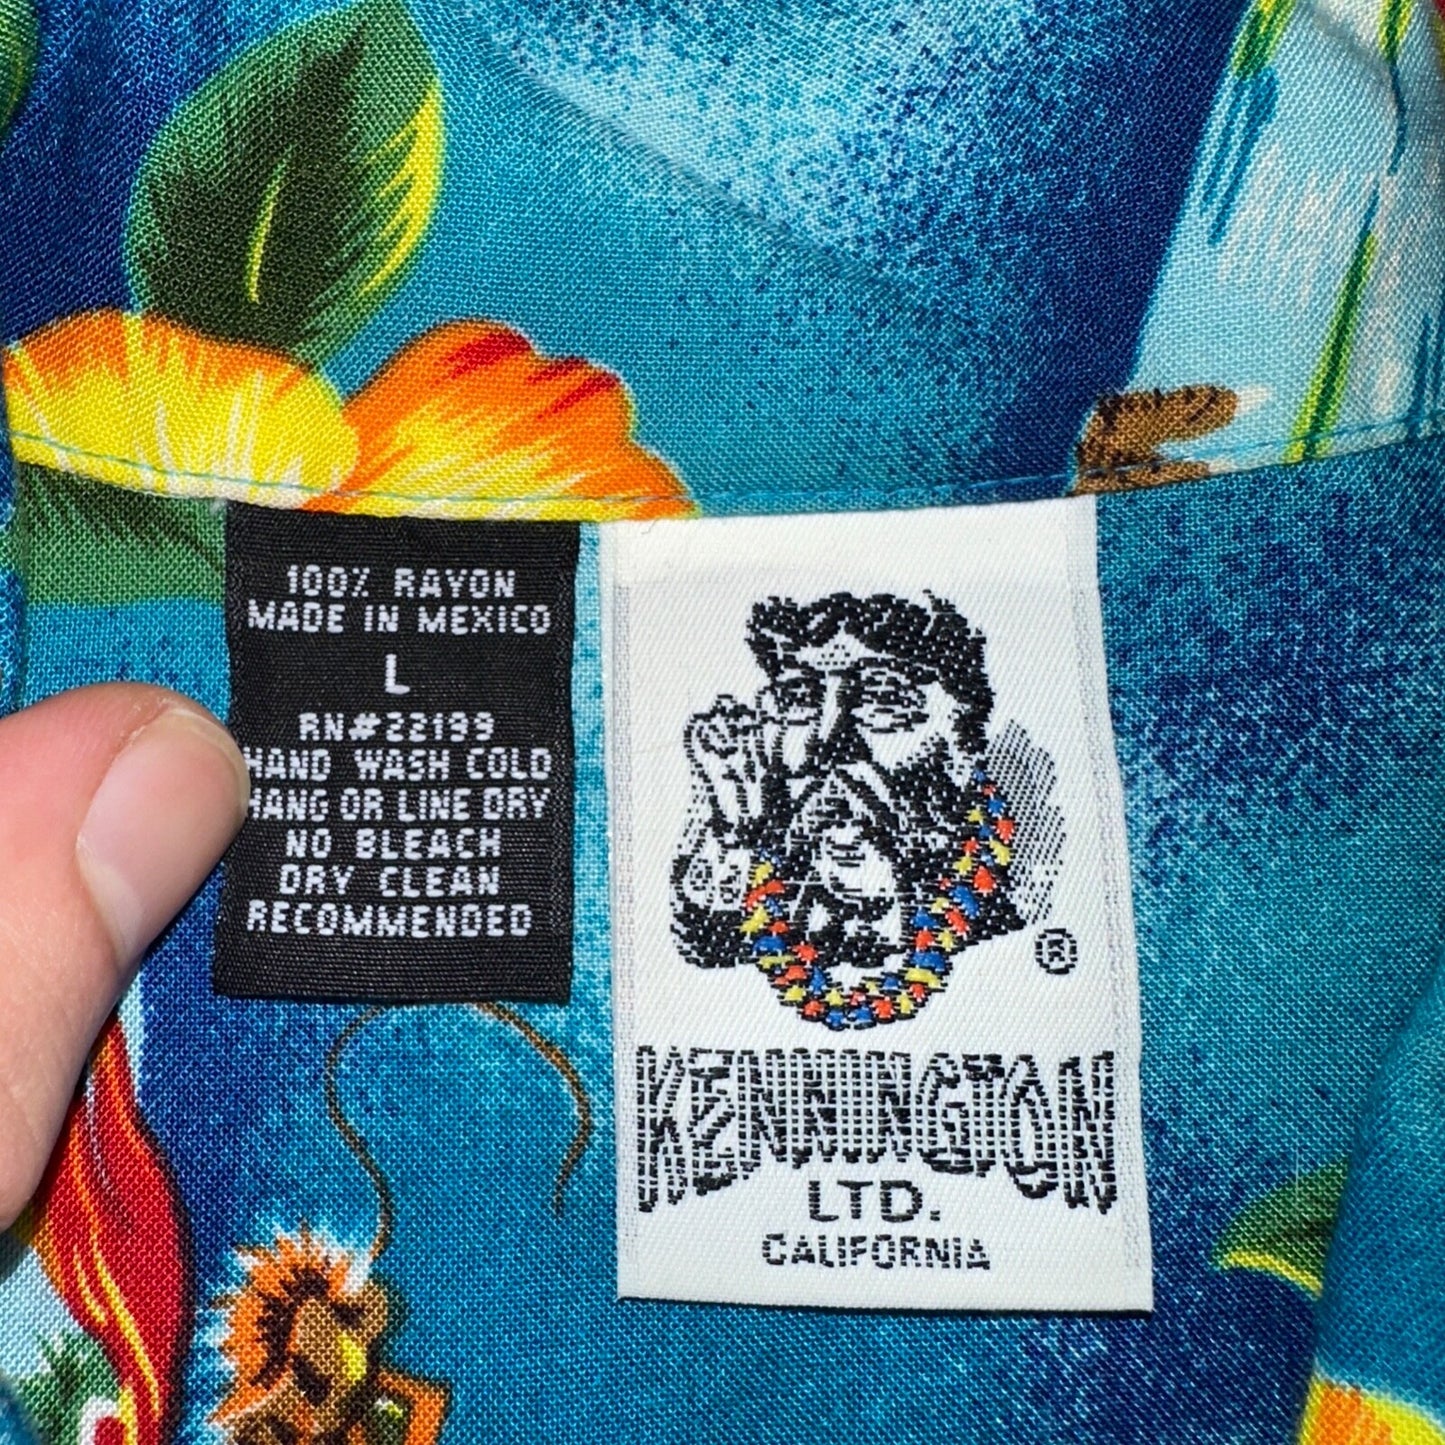 100% RAYON
MADE IN MEXICO
L
RN#22199
HAND WASH COLD
HANG OR LINE DRY
NO BLEACH
DRY CLEAN
RECOMMENDED
®
KENNINGTON
LTD.
CALIFORNIA